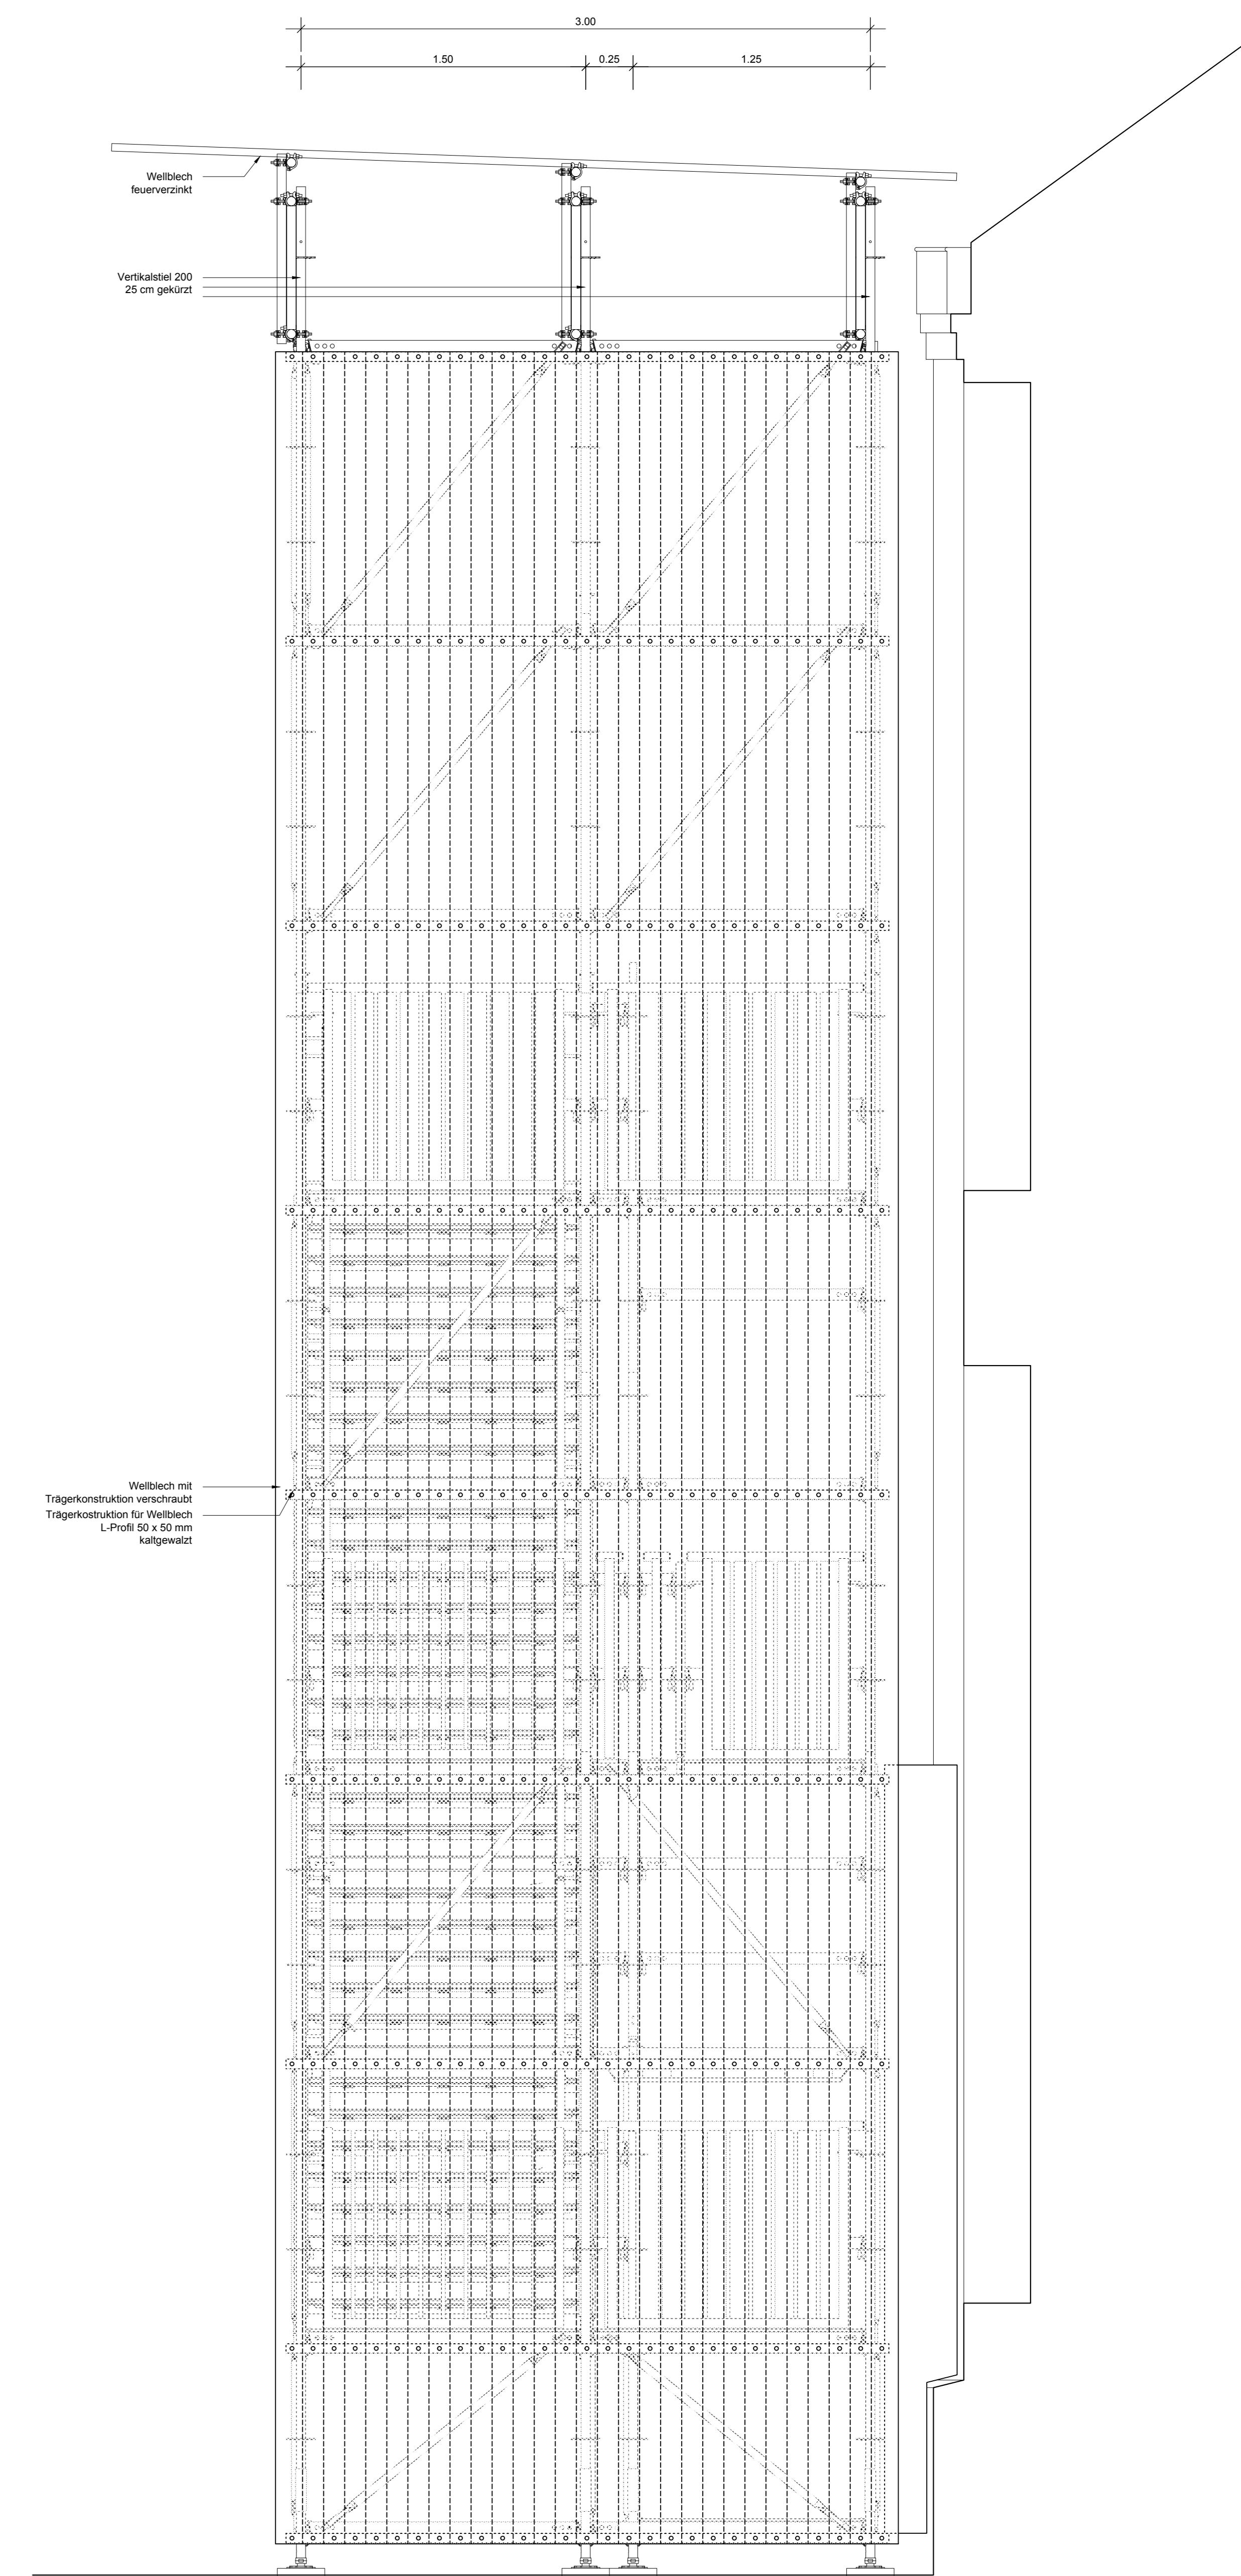 3.00
1.50
0.25
1.25
Wellblech
feuerverzinkt
Vertikalstiel 200
25 cm gekürzt
Wellblech mit
Trägerkonstruktion verschraubt
Trägerkostruktion für Wellblech
L-Profil 50 x 50 mm
kaltgewalzt